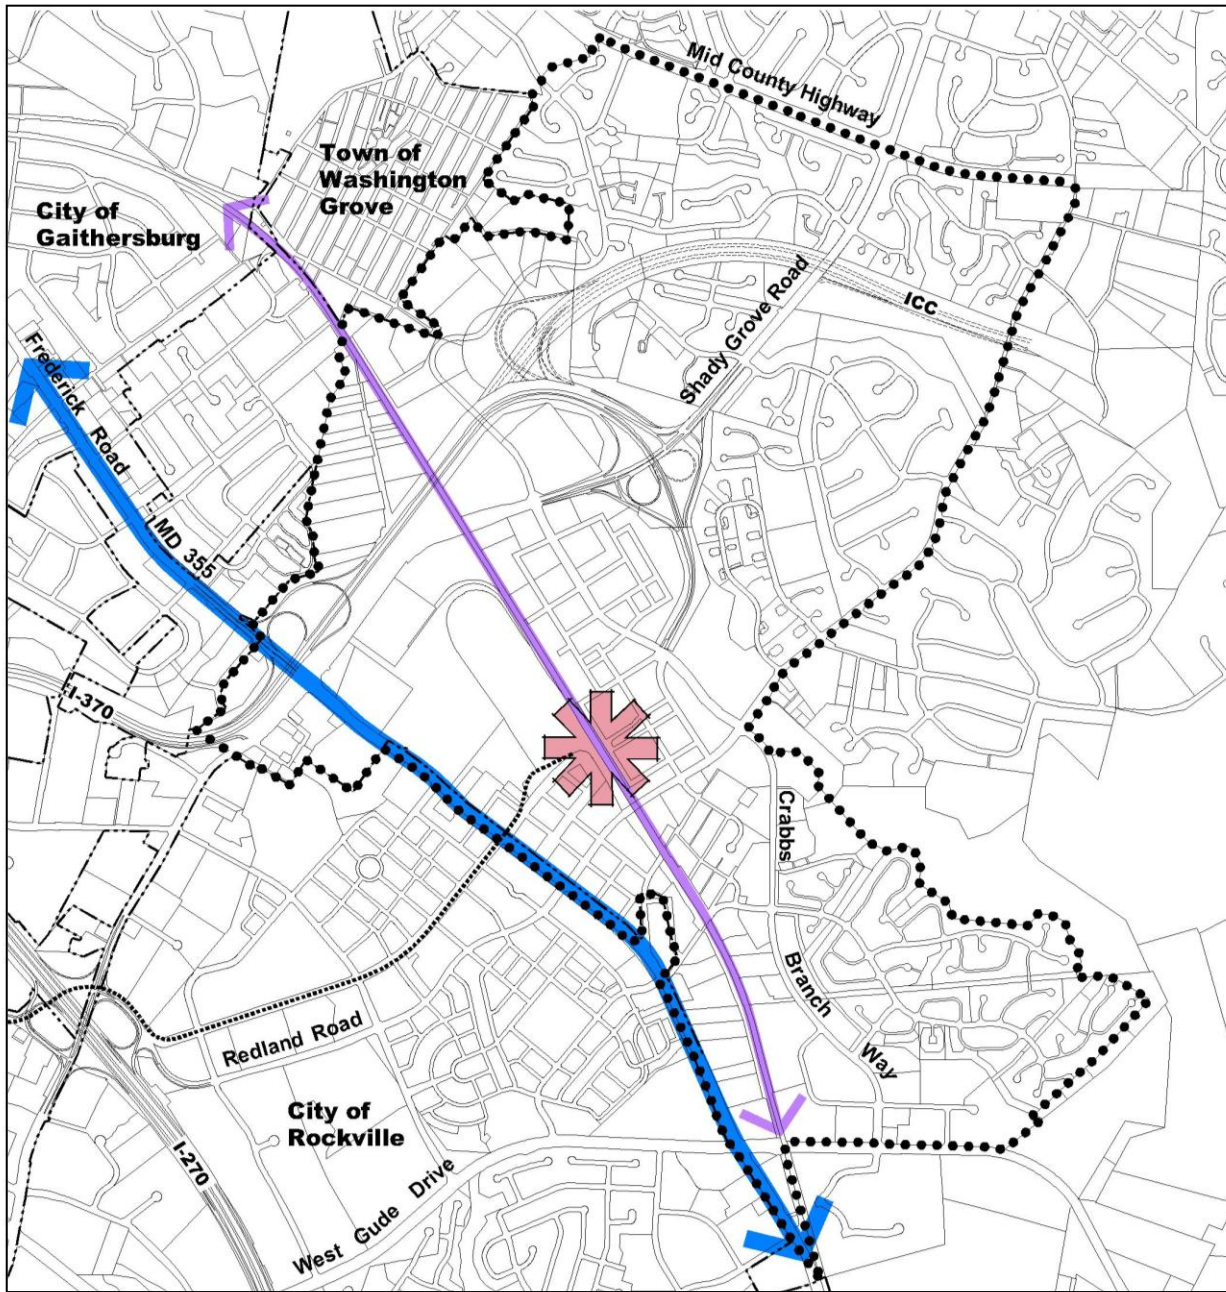 Mid County Highway
Town of
Washington
Grove
City of
Gaithersburg
Shady Grove Road
ICC
Frederick Road
MD 355
I-370
Crabbs
Branch
Way
Redland Road
City of
Rockville
I-270
West Gude Drive